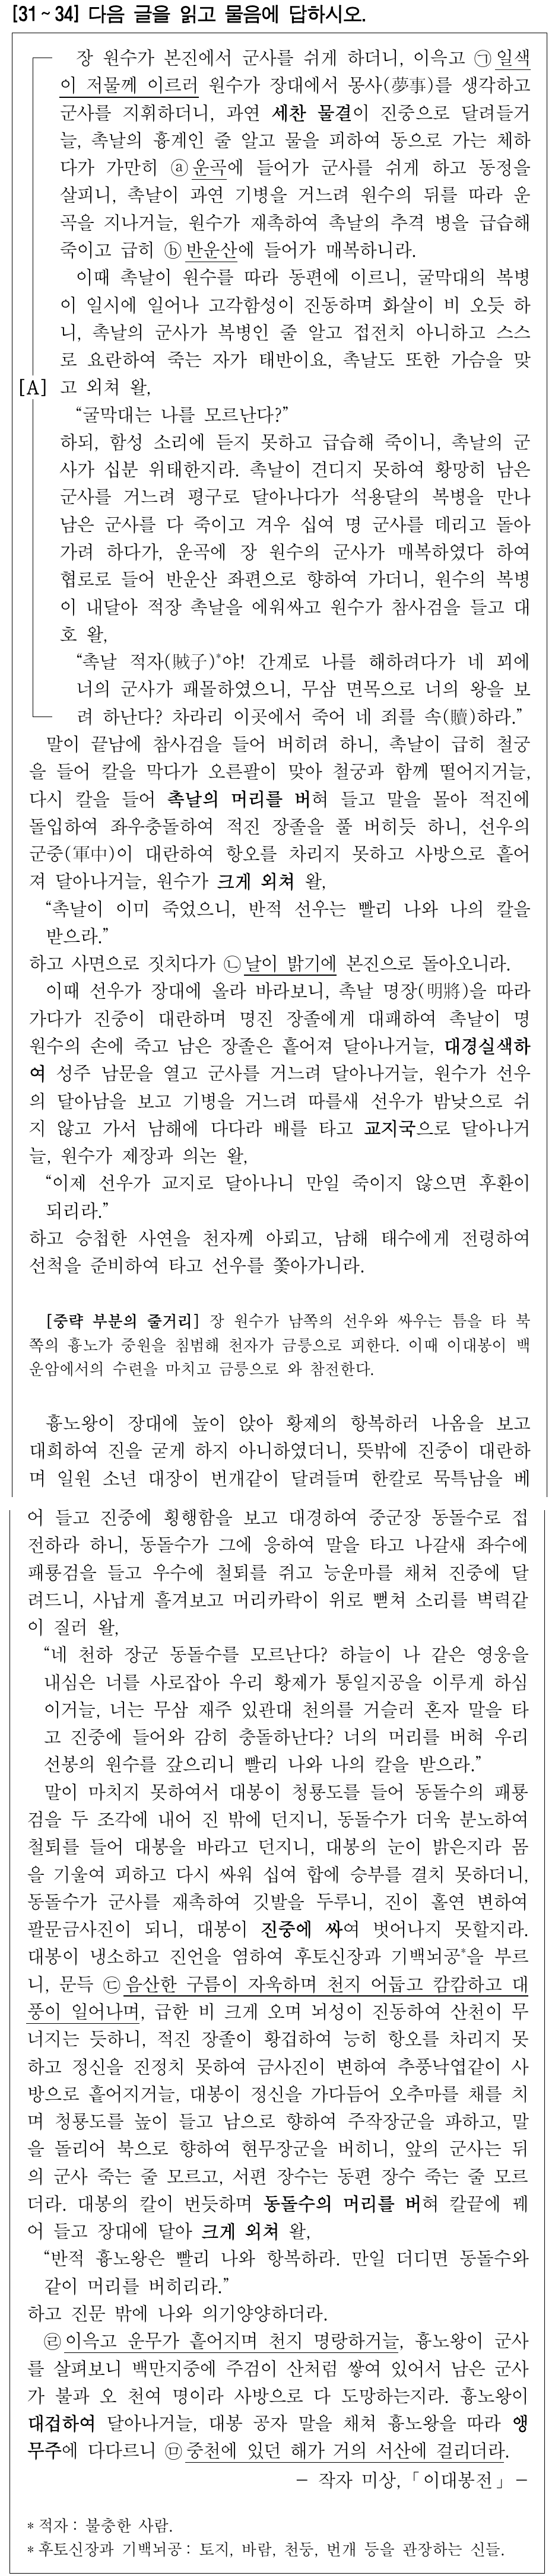 [31～34] 다음 글을 읽고 물음에 답하시오.
장 원수가 본진에서 군사를 쉬게 하더니, 이윽고 ㉠일색
이 저물께 이르러 원수가 장대에서 몽사(夢事)를 생각하고
군사를 지휘하더니, 과연 세찬 물결이 진중으로 달려들거
늘, 촉날의 흉계인 줄 알고 물을 피하여 동으로 가는 체하
다가 가만히 ⓐ운곡에 들어가 군사를 쉬게 하고 동정을
살피니, 촉날이 과연 기병을 거느려 원수의 뒤를 따라 운
곡을 지나거늘, 원수가 재촉하여 촉날의 추격 병을 급습해
죽이고 급히 ⓑ반운산에 들어가 매복하니라.
이때 촉날이 원수를 따라 동편에 이르니, 굴막대의 복병
이 일시에 일어나 고각함성이 진동하며 화살이 비 오듯 하
니, 촉날의 군사가 복병인 줄 알고 접전치 아니하고 스스
로 요란하여 죽는 자가 태반이요, 촉날도 또한 가슴을 맞
[A] 고 외쳐 왈,
“굴막대는 나를 모르난다?”
하되, 함성 소리에 듣지 못하고 급습해 죽이니, 촉날의 군
사가 십분 위태한지라. 촉날이 견디지 못하여 황망히 남은
군사를 거느려 평구로 달아나다가 석용달의 복병을 만나
남은 군사를 다 죽이고 겨우 십여 명 군사를 데리고 돌아
가려 하다가, 운곡에 장 원수의 군사가 매복하였다 하여
협로로 들어 반운산 좌편으로 향하여 가더니, 원수의 복병
이 내달아 적장 촉날을 에워싸고 원수가 참사검을 들고 대
호 왈,
“촉날 적자(賊子)*야! 간계로 나를 해하려다가 네 꾀에
너의 군사가 패몰하였으니, 무삼 면목으로 너의 왕을 보
려 하난다? 차라리 이곳에서 죽어 네 죄를 속(贖)하라.”
말이 끝남에 참사검을 들어 버히려 하니, 촉날이 급히 철궁
을 들어 칼을 막다가 오른팔이 맞아 철궁과 함께 떨어지거늘,
다시 칼을 들어 촉날의 머리를 버혀 들고 말을 몰아 적진에
돌입하여 좌우충돌하여 적진 장졸을 풀 버히듯 하니, 선우의
군중(軍中)이 대란하여 항오를 차리지 못하고 사방으로 흩어
져 달아나거늘, 원수가 크게 외쳐 왈,
“촉날이 이미 죽었으니, 반적 선우는 빨리 나와 나의 칼을
받으라.”
하고 사면으로 짓치다가 ㉡날이 밝기에 본진으로 돌아오니라.
이때 선우가 장대에 올라 바라보니, 촉날 명장(明將)을 따라
가다가 진중이 대란하며 명진 장졸에게 대패하여 촉날이 명
원수의 손에 죽고 남은 장졸은 흩어져 달아나거늘, 대경실색하
여 성주 남문을 열고 군사를 거느려 달아나거늘, 원수가 선우
의 달아남을 보고 기병을 거느려 따를새 선우가 밤낮으로 쉬
지 않고 가서 남해에 다다라 배를 타고 교지국으로 달아나거
늘, 원수가 제장과 의논 왈,
“이제 선우가 교지로 달아나니 만일 죽이지 않으면 후환이
되리라.”
하고 승첩한 사연을 천자께 아뢰고, 남해 태수에게 전령하여
선척을 준비하여 타고 선우를 쫓아가니라.
[중략 부분의 줄거리] 장 원수가 남쪽의 선우와 싸우는 틈을 타 북
쪽의 흉노가 중원을 침범해 천자가 금릉으로 피한다. 이때 이대봉이 백
운암에서의 수련을 마치고 금릉으로 와 참전한다.
흉노왕이 장대에 높이 앉아 황제의 항복하러 나옴을 보고
대희하여 진을 굳게 하지 아니하였더니, 뜻밖에 진중이 대란하
며 일원 소년 대장이 번개같이 달려들며 한칼로 묵특남을 베
어 들고 진중에 횡행함을 보고 대경하여 중군장 동돌수로 접
전하라 하니, 동돌수가 그에 응하여 말을 타고 나갈새 좌수에
패룡검을 들고 우수에 철퇴를 쥐고 능운마를 채쳐 진중에 달
려드니, 사납게 흘겨보고 머리카락이 위로 뻗쳐 소리를 벽력같
이 질러 왈,
“네 천하 장군 동돌수를 모르난다? 하늘이 나 같은 영웅을
내심은 너를 사로잡아 우리 황제가 통일지공을 이루게 하심
이거늘, 너는 무삼 재주 있관대 천의를 거슬러 혼자 말을 타
고 진중에 들어와 감히 충돌하난다? 너의 머리를 버혀 우리
선봉의 원수를 갚으리니 빨리 나와 나의 칼을 받으라.”
말이 마치지 못하여서 대봉이 청룡도를 들어 동돌수의 패룡
검을 두 조각에 내어 진 밖에 던지니, 동돌수가 더욱 분노하여
철퇴를 들어 대봉을 바라고 던지니, 대봉의 눈이 밝은지라 몸
을 기울여 피하고 다시 싸워 십여 합에 승부를 결치 못하더니,
동돌수가 군사를 재촉하여 깃발을 두루니, 진이 홀연 변하여
팔문금사진이 되니, 대봉이 진중에 싸여 벗어나지 못할지라.
대봉이 냉소하고 진언을 염하여 후토신장과 기백뇌공*을 부르
니, 문득 ㉢음산한 구름이 자욱하며 천지 어둡고 캄캄하고 대
풍이 일어나며, 급한 비 크게 오며 뇌성이 진동하여 산천이 무
너지는 듯하니, 적진 장졸이 황겁하여 능히 항오를 차리지 못
하고 정신을 진정치 못하여 금사진이 변하여 추풍낙엽같이 사
방으로 흩어지거늘, 대봉이 정신을 가다듬어 오추마를 채를 치
며 청룡도를 높이 들고 남으로 향하여 주작장군을 파하고, 말
을 돌리어 북으로 향하여 현무장군을 버히니, 앞의 군사는 뒤
의 군사 죽는 줄 모르고, 서편 장수는 동편 장수 죽는 줄 모르
더라. 대봉의 칼이 번듯하며 동돌수의 머리를 버혀 칼끝에 꿰
어 들고 장대에 달아 크게 외쳐 왈,
“반적 흉노왕은 빨리 나와 항복하라. 만일 더디면 동돌수와
같이 머리를 버히리라.”
하고 진문 밖에 나와 의기양양하더라.
㉣이윽고 운무가 흩어지며 천지 명랑하거늘, 흉노왕이 군사
를 살펴보니 백만지중에 주검이 산처럼 쌓여 있어서 남은 군사
가 불과 오 천여 명이라 사방으로 다 도망하는지라. 흉노왕이
대겁하여 달아나거늘, 대봉 공자 말을 채쳐 흉노왕을 따라 앵
무주에 다다르니 ㉤중천에 있던 해가 거의 서산에 걸리더라.
- 작자 미상, 「이대봉전」 -
* 적자 : 불충한 사람.
* 후토신장과 기백뇌공 : 토지, 바람, 천둥, 번개 등을 관장하는 신들.